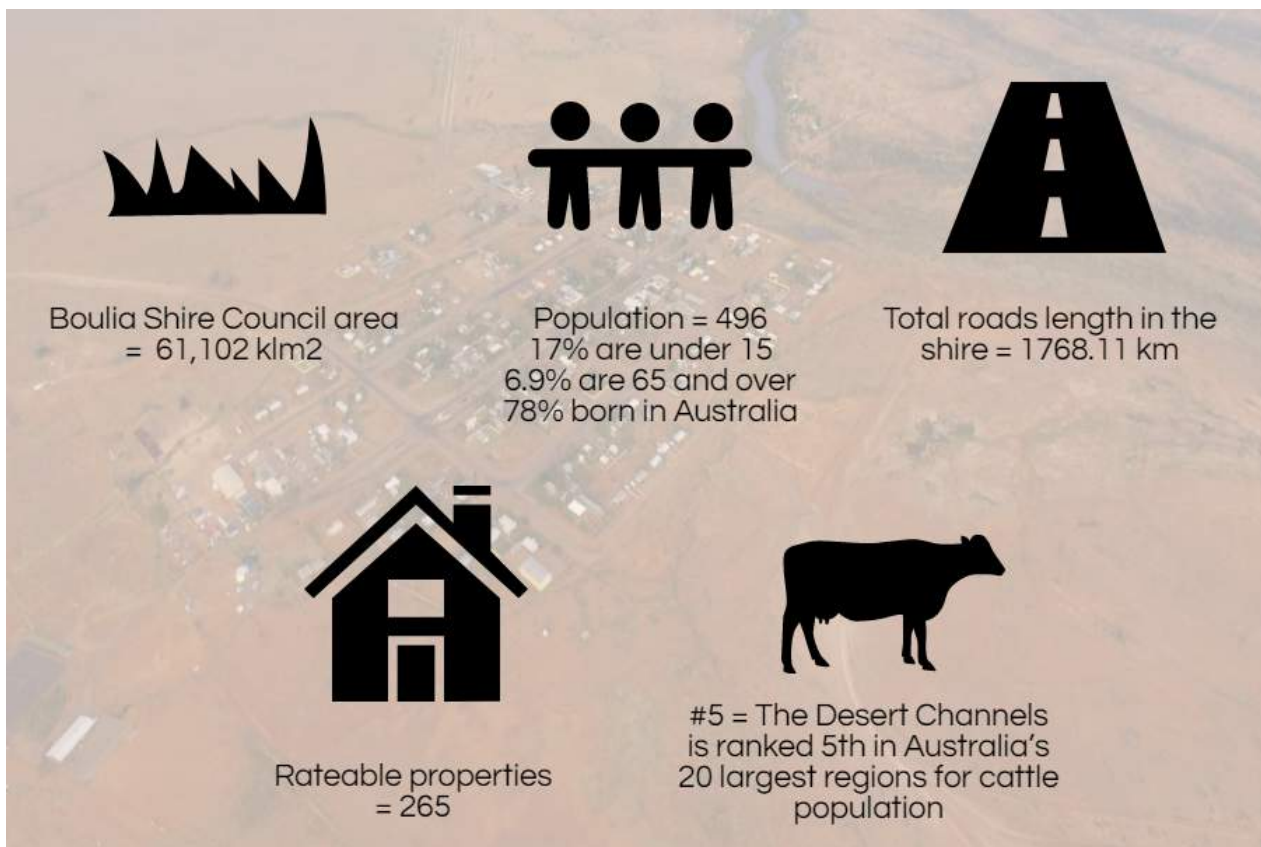 Boulia Shire Council area
= 61,102 klm2
Population = 496
17% are under 15
6.9% are 65 and over
78% born in Australia
Total roads length in the
shire = 1768.11 km
Rateable properties
= 265
#5 = The Desert Channels
is ranked 5th in Australia's
20 largest regions for cattle
population